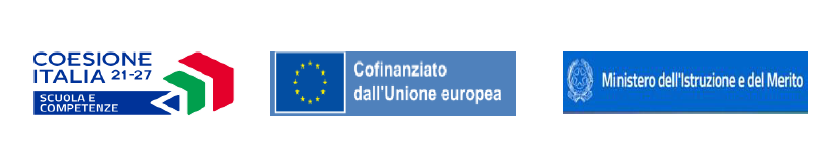 COESIONE
ITALIA 21-27
SCUOLA E
COMPETENZE
Cofinanziato
dall'Unione europea
Ministero dell'Istruzione e del Merito